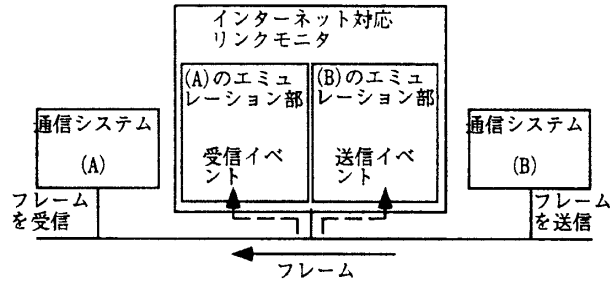 インターネット対応
リンクモニタ
(A)のエミュ
レーション部
(B)のエミュ
レーション部
通信システム
(A)
受信イベ
ント
送信イベ
ント
通信システム
(B)
フレーム
を受信
フレーム
を送信
フレーム